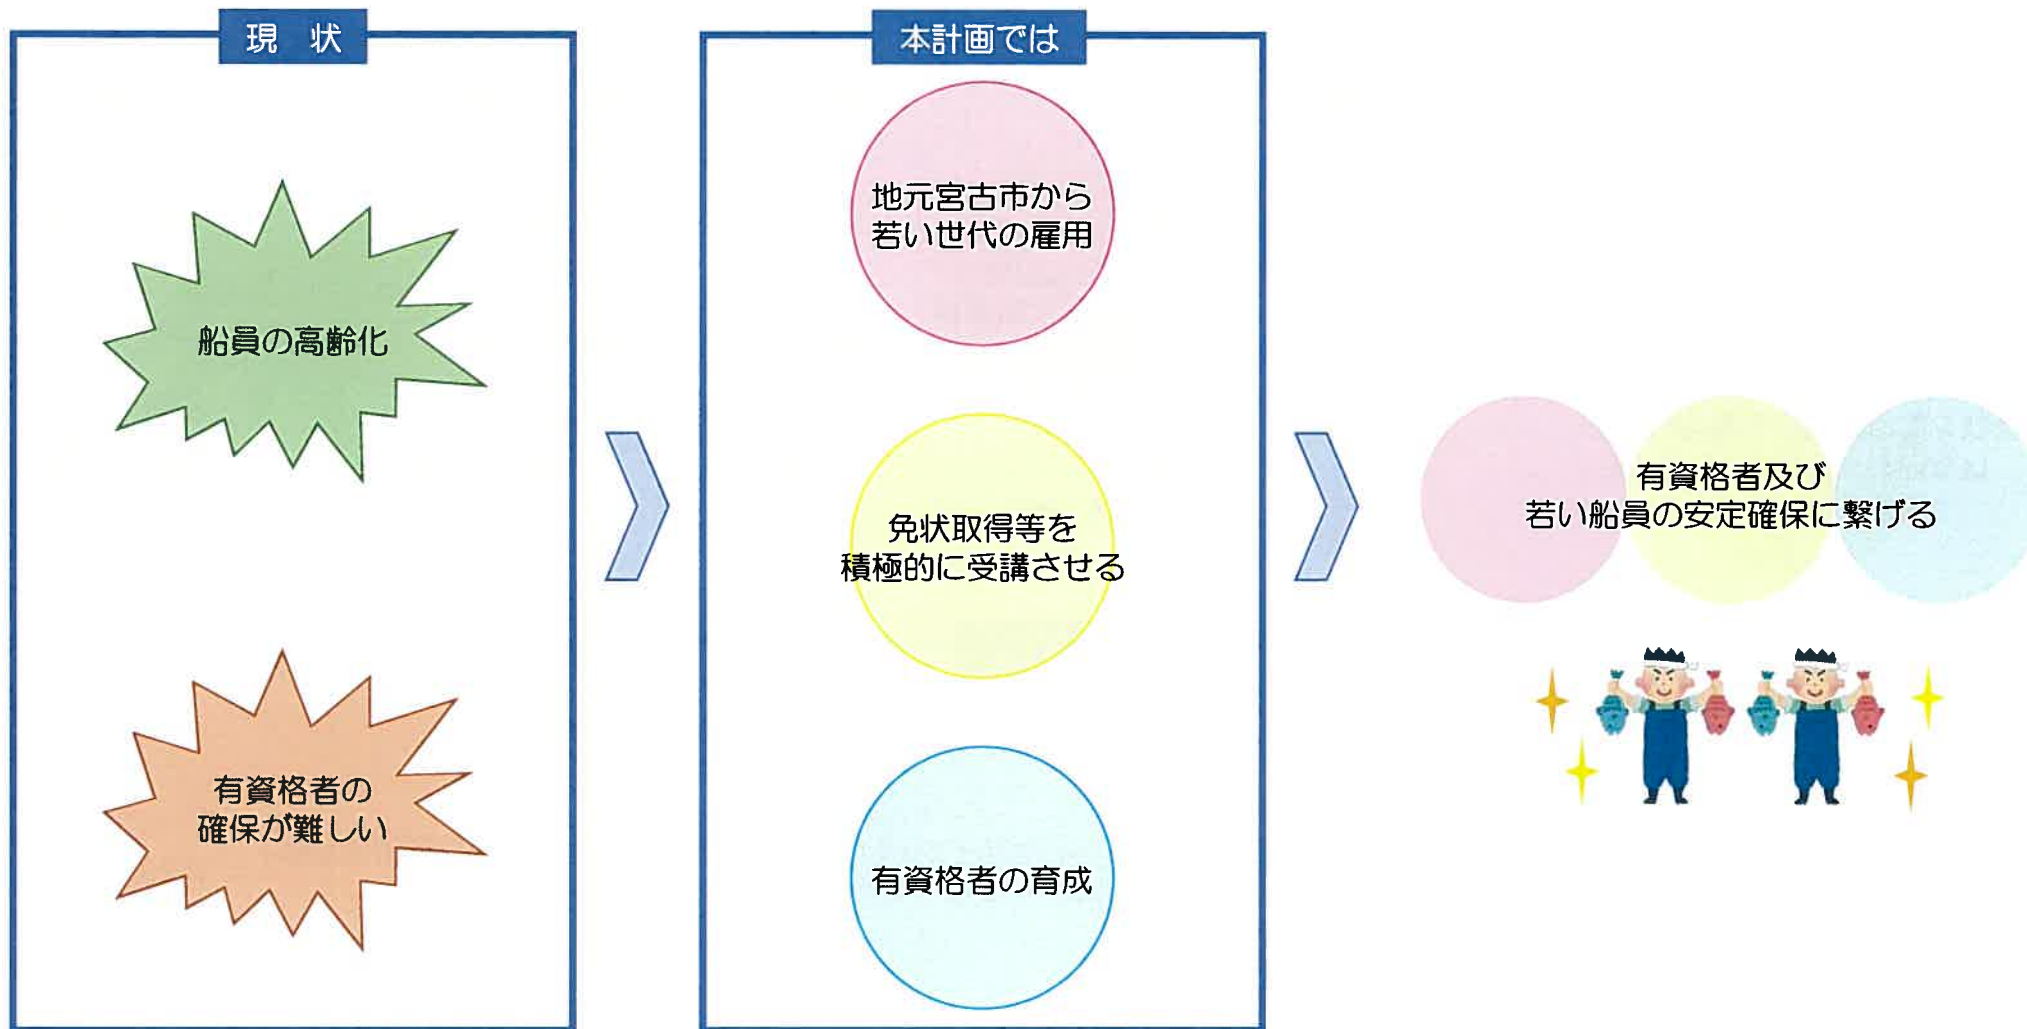 現 状
船員の高齢化
有資格者の
確保が難しい
本計画では
地元宮古市から
若い世代の雇用
免状取得等を
積極的に受講させる
有資格者の育成
有資格者及び
若い船員の安定確保に繋げる